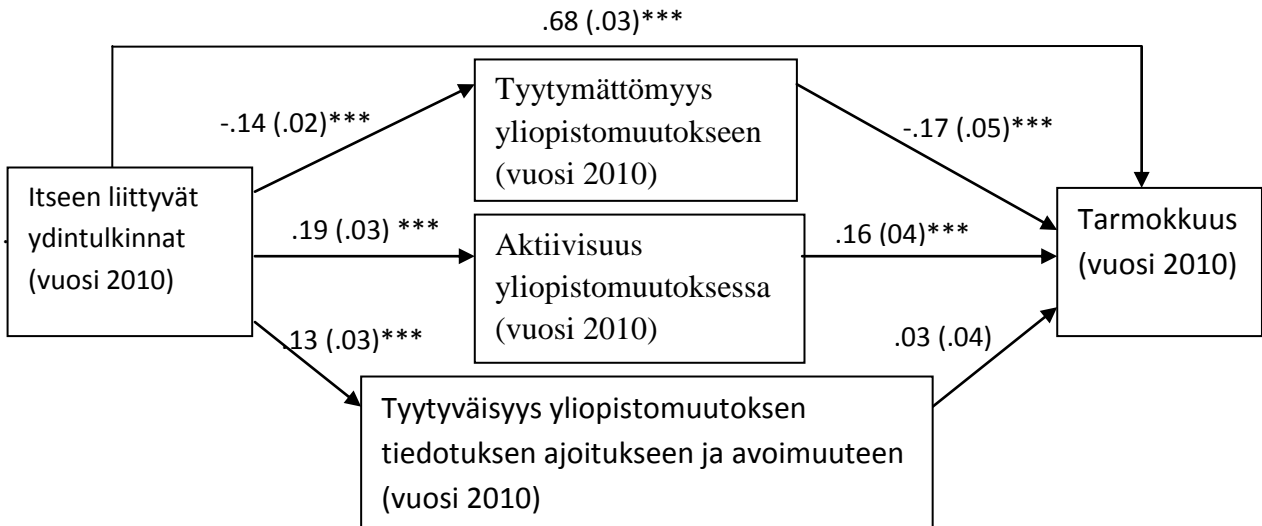 .68 (.03)***
Tyytymättömyys
yliopistomuutokseen
(vuosi 2010)
-.14 (.02)***
-.17 (.05)***
Itseen liittyvät
ydintulkinnat
(vuosi 2010)
.19 (.03) ***
Aktiivisuus
yliopistomuutoksessa
(vuosi 2010)
.16 (04)***
Tarmokkuus
(vuosi 2010)
.13 (.03)***
.03 (.04)
Tyytyväisyys yliopistomuutoksen
tiedotuksen ajoitukseen ja avoimuuteen
(vuosi 2010)